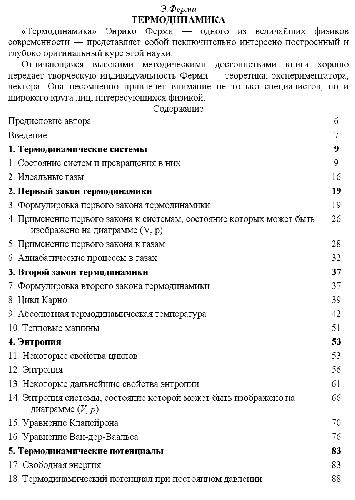 Э.Ферми
ТЕРМОДИНАМИКА
«Термодинамика» Энрико Ферми — одного из величайших физиков
современности — представляет собой исключительно интересно построенный и
глубоко оригинальный курс этой науки.
Отличающаяся высокими методическими достоинствами книга хорошо
передает творческую индивидуальность Ферми — теоретика, экспериментатора,
лектора. Она несомненно привлечет внимание не только специалистов, но и
широкого круга лиц, интересующихся физикой.
Содержание
Предисловие автора 6
Введение 7
1. Термодинамические системы 9
1 Состояние систем и превращения в них 9
2 Идеальные газы 16
2. Первый закон термодинамики 19
3 Формулировка первого закона термодинамики 19
4 Применение первого закона к системам, состояние которых может быть 26
изображено на диаграмме (V, p)
5 Применение первого закона к газам 28
6 Адиабатические процессы в газах 32
3. Второй закон термодинамики 37
7 Формулировка второго закона термодинамики 37
8 Цикл Карно 39
9 Абсолютная термодинамическая температура 42
10 Тепловые машины 51
4. Энтропия 53
11 Некоторые свойства циклов 53
12 Энтропия 56
13 Некоторые дальнейшие свойства энтропии 61
14 Энтропия системы, состояние которой может быть изображено на 66
диаграмме (V, p)
15 Уравнение Клапейрона 70
16 Уравнение Ван-дер-Ваальса 76
5. Термодинамические потенциалы 83
17 Свободная энергия 83
18 Термодинамический потенциал при постоянном давлении 88